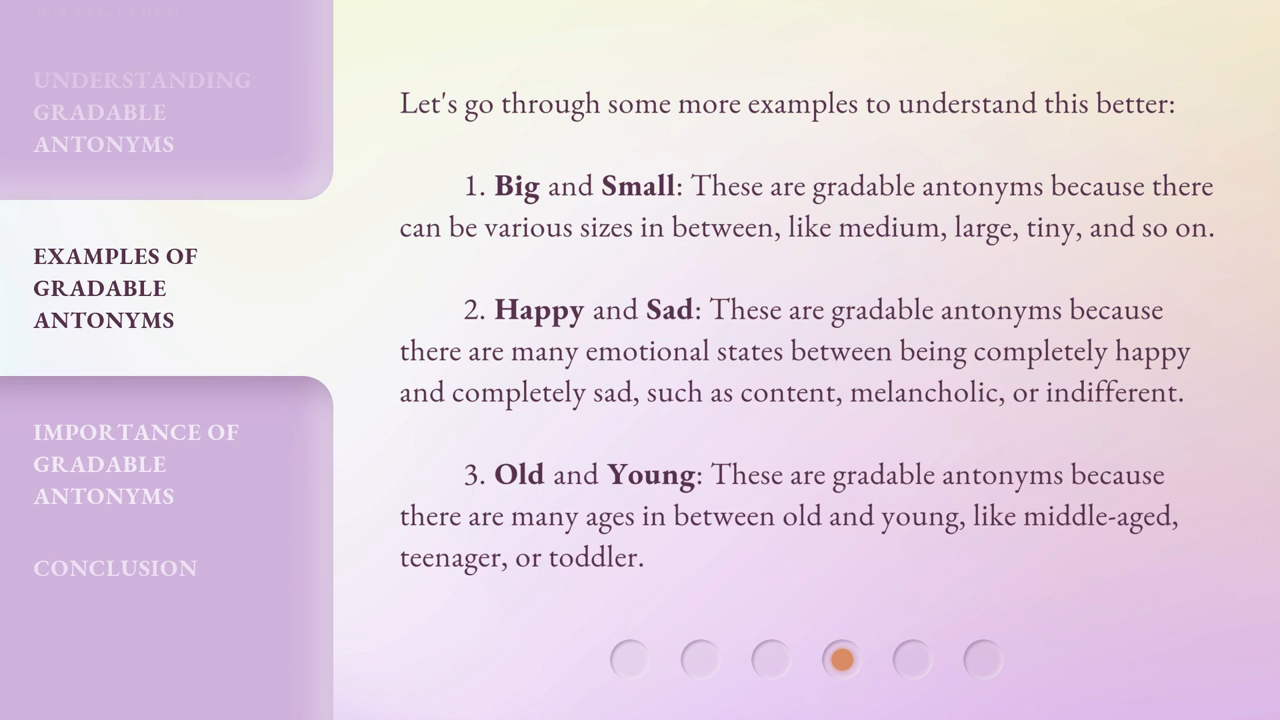 UNDERSTANDING
GRADABLE
ANTONYMS
EXAMPLES OF
GRADABLE
ANTONYMS
IMPORTANCE OF
GRADABLE
ANTONYMS
CONCLUSION
Let's go through some more examples to understand this better:
1. Big and Small: These are gradable antonyms because there
can be various sizes in between, like medium, large, tiny, and so on.
2. Happy and Sad: These are gradable antonyms because
there are many emotional states between being completely happy
and completely sad, such as content, melancholic, or indifferent.
3. Old and Young: These are gradable antonyms because
there are many ages in between old and young, like middle-aged,
teenager, or toddler.